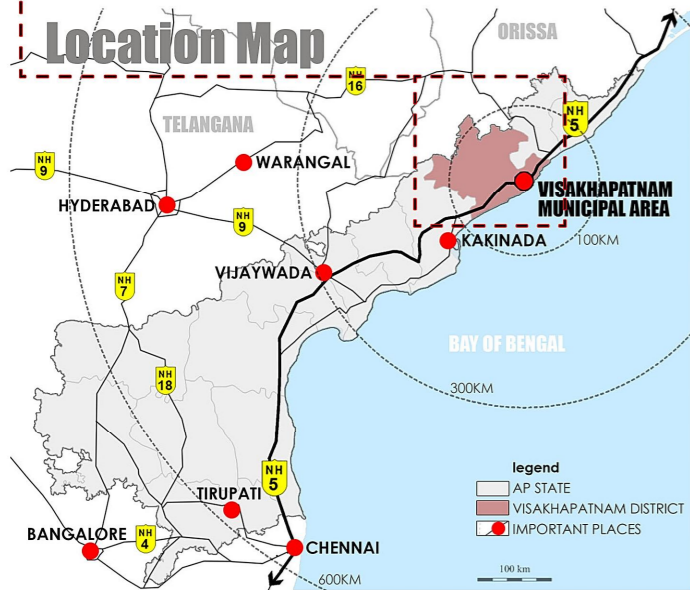 Location Map
ORISSA
NH
16
NH
5
TELANGANA
NH
9
WARANGAL
HYDERABAD
VISAKHAPATNAM
MUNICIPAL AREA
NH
9
KAKINADA
100KM
VIJAYWADA
NH
7
BAY OF BENGAL
NH
18
300KM
legend
AP STATE
VISAKHAPATNAM DISTRICT
IMPORTANT PLACES
NH
5
TIRUPATI
BANGALORE
NH
4
CHENNAI
100 km
600KM